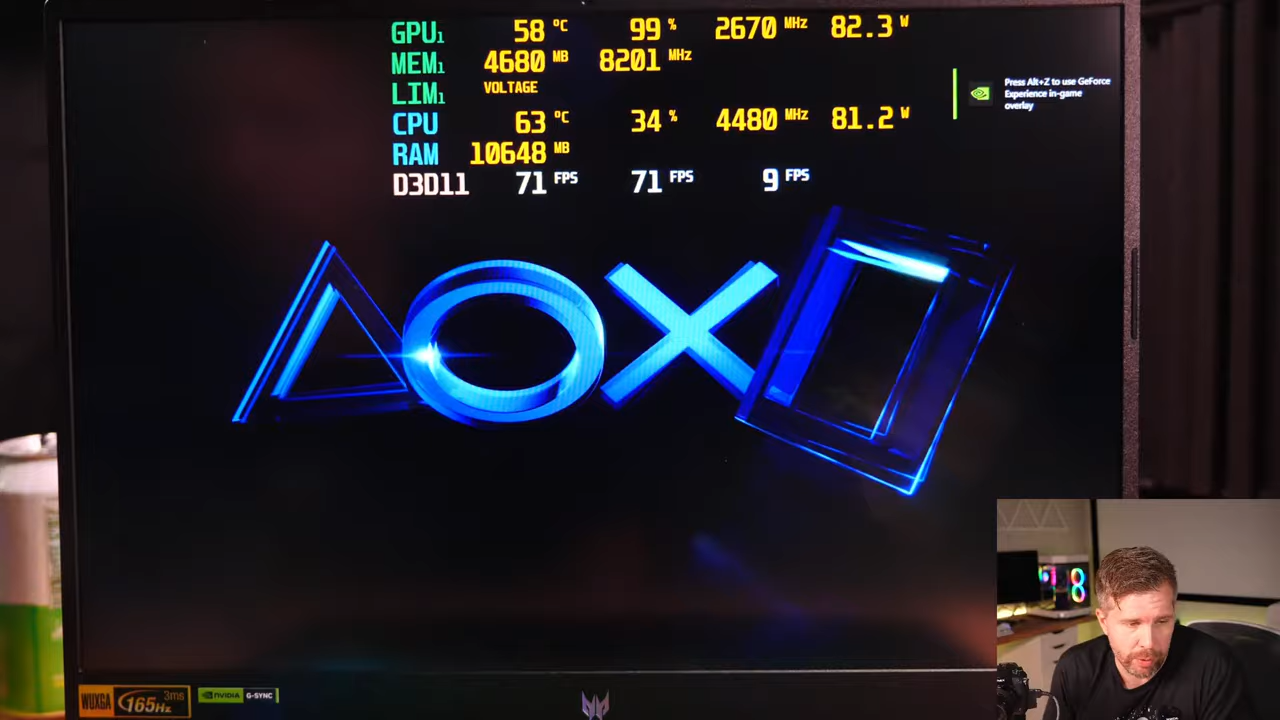 GPU1 58 °C 99 % 2670 MHz 82.3 W
MEM1 4680 MB 8201 MHz
LIM1 VOLTAGE
CPU 63 °C 34 % 4480 MHz 81.2 W
RAM 10648 MB
D3D11 71 FPS 71 FPS 9 FPS
Press Alt+Z to use GeForce
Experience in-game
overlay
WUXGA 165Hz 3ms
NVIDIA G-SYNC